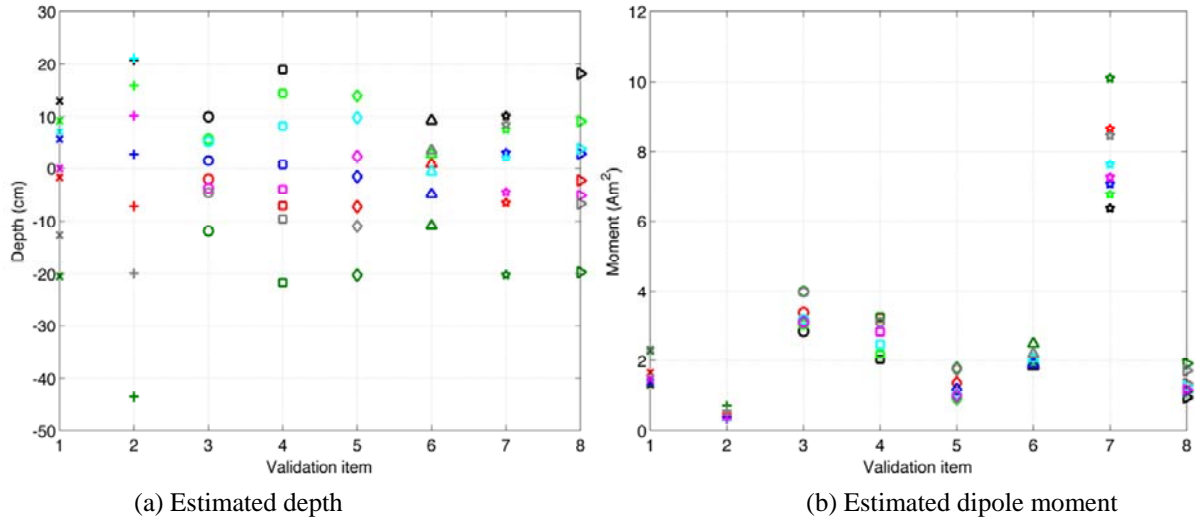 30
20
10
0
-10
-20
-30
-40
-50
Depth (cm)
1 2 3 4 5 6 7 8
Validation item
(a) Estimated depth
12
10
8
6
4
2
0
Moment (Am²)
1 2 3 4 5 6 7 8
Validation item
(b) Estimated dipole moment